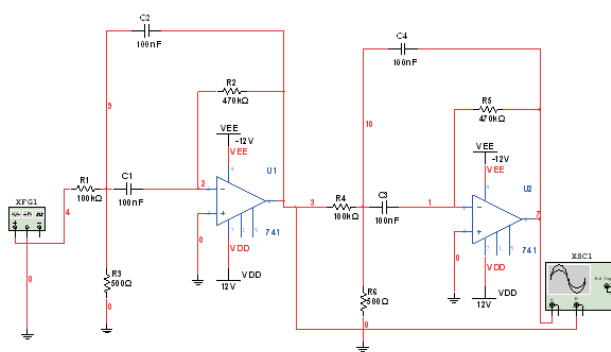 C2
100nF
C4
100nF
R2
470kΩ
R5
470kΩ
9
10
VEE
-12V
VEE
U1
VEE
-12V
VEE
U2
R1
100kΩ
C1
100nF
2
3
R4
100kΩ
C3
100nF
1
7
XFG1
4
741
741
0
0
VDD
VDD
12V
VDD
VDD
12V
XSC1
R3
500Ω
0
R6
500Ω
0
0
A
B